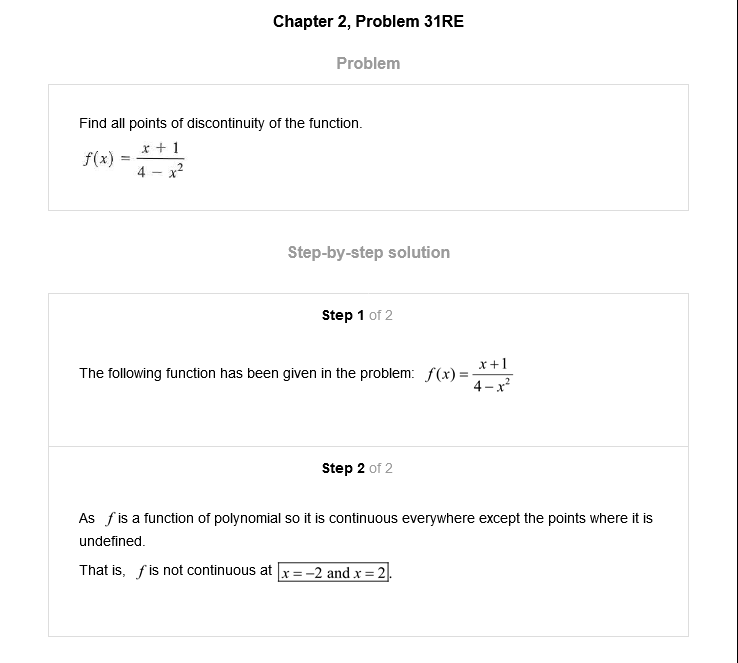 Chapter 2, Problem 31RE
Problem
Find all points of discontinuity of the function.
f(x) = \frac{x + 1}{4 - x^2}
Step-by-step solution
Step 1 of 2
The following function has been given in the problem: f(x) = \frac{x+1}{4-x^2}
Step 2 of 2
As f is a function of polynomial so it is continuous everywhere except the points where it is
undefined.
That is, f is not continuous at x = -2 and x = 2.